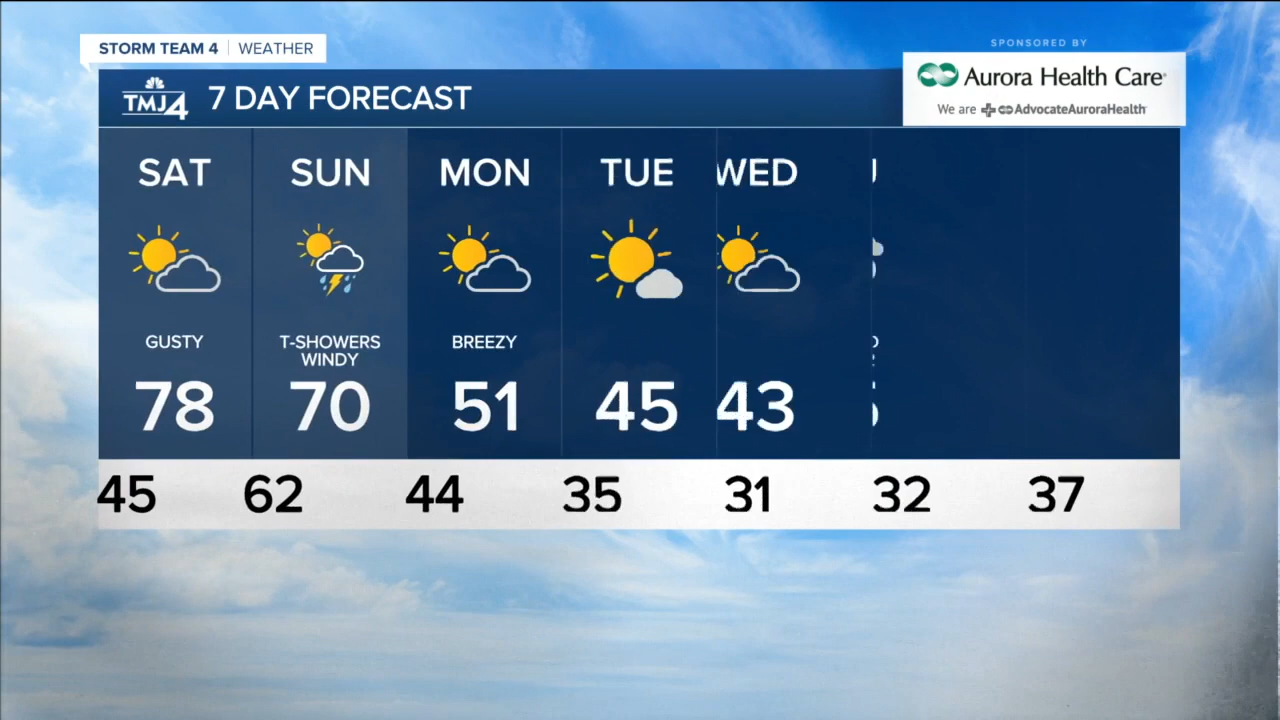 STORM TEAM 4 | WEATHER
SPONSORED BY
Aurora Health Care®
We are AdvocateAuroraHealth
TMJ4
7 DAY FORECAST
SAT SUN MON TUE WED
GUSTY T-SHOWERS WINDY BREEZY
78 70 51 45 43
45 62 44 35 31 32 37